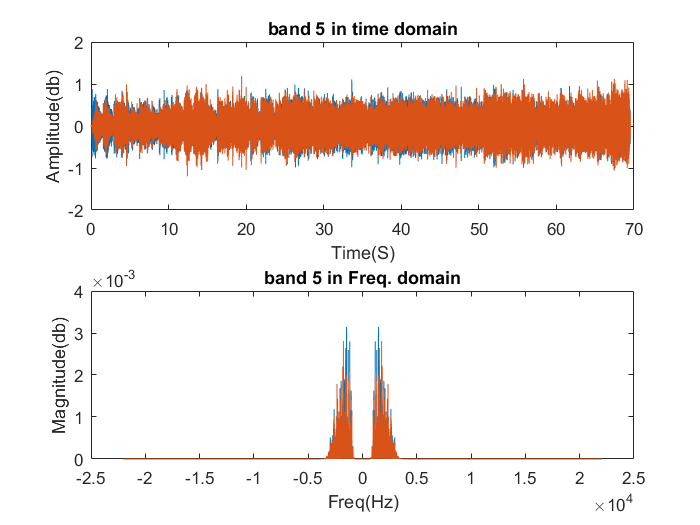 band 5 in time domain
2
1
0
-1
-2
Amplitude(db)
0 10 20 30 40 50 60 70
Time(S)
×10-3
band 5 in Freq. domain
4
3
2
1
0
Magnitude(db)
-2.5 -2 -1.5 -1 -0.5 0 0.5 1 1.5 2 2.5
Freq(Hz)
×104